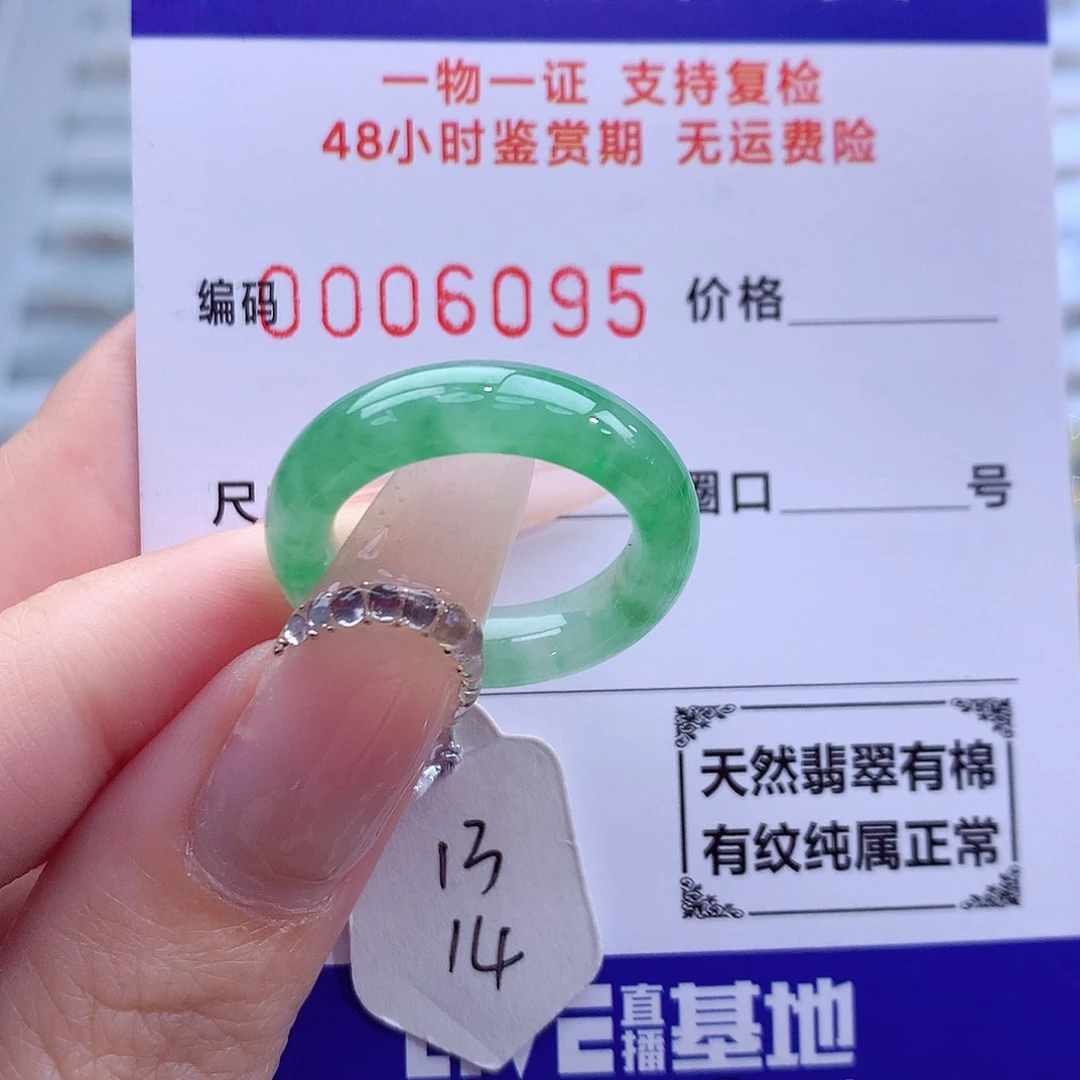 一物一证 支持复检
48小时鉴赏期 无运费险
编码0006095 价格
尺 圈口 号
天然翡翠有棉
有纹纯属正常
13
14
直播基地